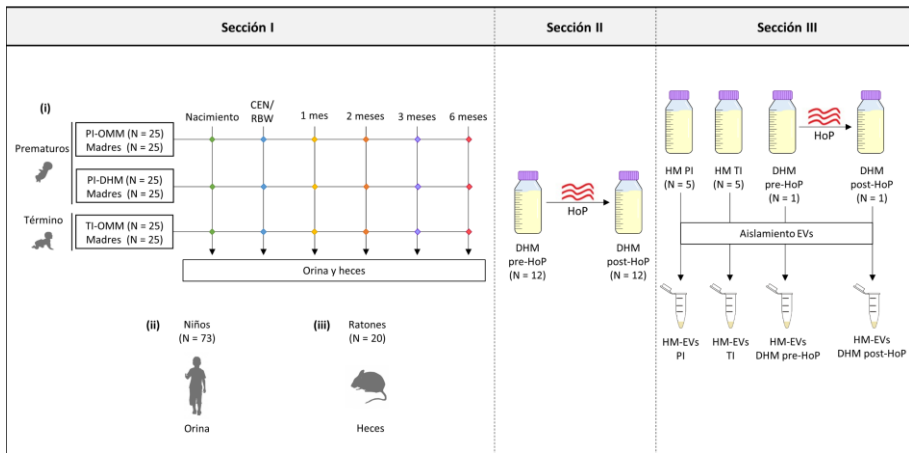 Sección I
Sección II
Sección III
(i)
Prematuros
Término
PI-OMM (N = 25)
Madres (N = 25)
PI-DHM (N = 25)
Madres (N = 25)
TI-OMM (N = 25)
Madres (N = 25)
Nacimiento
CEN/
RBW
1 mes
2 meses
3 meses
6 meses
Orina y heces
(ii)
Niños
(N = 73)
Orina
(iii)
Ratones
(N = 20)
Heces
HoP
DHM
pre-HoP
(N = 12)
DHM
post-HoP
(N = 12)
HoP
HM PI
(N = 5)
HM TI
(N = 5)
DHM
pre-HoP
(N = 1)
DHM
post-HoP
(N = 1)
Aislamiento EVs
HM-EVs
PI
HM-EVs
TI
HM-EVs
DHM pre-HoP
HM-EVs
DHM post-HoP